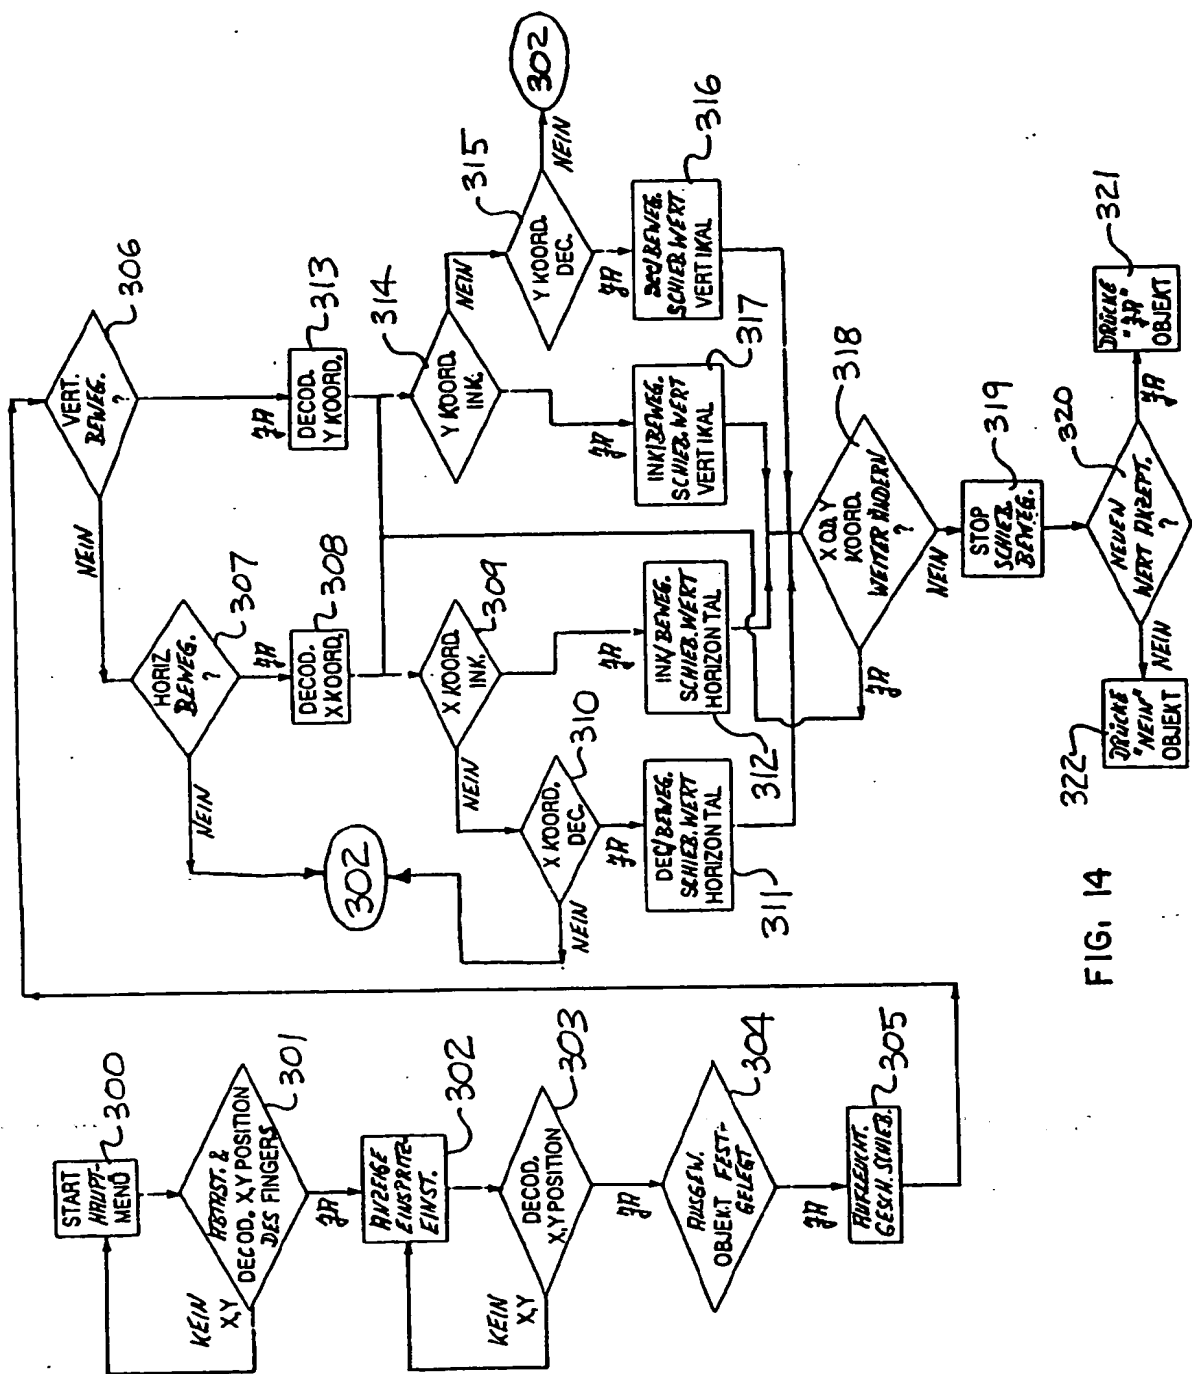 START
HAUPT-
MENÜ
300
ABTAST. &
DECOD. X,Y POSITION
DES FINGERS
301
KEIN
X,Y
JA
ANZEIGE
EINSPRITZ-
EINST.
302
DECOD.
X,Y POSITION
303
KEIN
X,Y
JA
AUSGEW.
OBJEKT FEST-
GELEGT
304
JA
AUFLEUCHT.
GESCH. SCHIEB.
305
VERT.
BEWEG.
?
306
NEIN
JA
HORIZ.
BEWEG.
?
307
NEIN
JA
302
DECOD.
X KOORD.
308
DECOD.
Y KOORD.
313
X KOORD.
INK.
309
NEIN
JA
X KOORD.
DEC.
310
NEIN
JA
DEC/BEWEG.
SCHIEB.WERT
HORIZONTAL
311
INK/BEWEG.
SCHIEB.WERT
HORIZONTAL
312
Y KOORD.
INK.
314
NEIN
JA
Y KOORD.
DEC.
315
NEIN
302
JA
INK/BEWEG.
SCHIEB.WERT
VERTIKAL
317
DEC/BEWEG.
SCHIEB.WERT
VERTIKAL
316
X OD. Y
KOORD.
WEITER ÄNDERN
?
318
JA
NEIN
STOP
SCHIEB.
BEWEG.
319
NEUEN
WERT AKZEPT.
?
320
NEIN
JA
DRÜCKE
"NEIN"
OBJEKT
322
DRÜCKE
"JA"
OBJEKT
321
FIG. 14